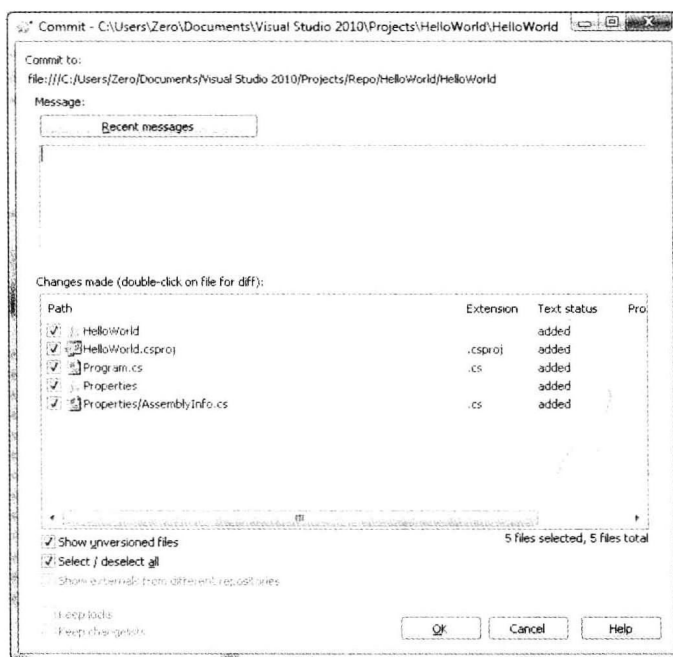 Commit - C:\Users\Zero\Documents\Visual Studio 2010\Projects\HelloWorld\HelloWorld
Commit to:
file:///C:/Users/Zero/Documents/Visual Studio 2010/Projects/Repo/HelloWorld/HelloWorld
Message:
Recent messages
Changes made (double-click on file for diff):
Path Extension Text status Pro
HelloWorld added
HelloWorld.csproj .csproj added
Program.cs .cs added
Properties added
Properties/AssemblyInfo.cs .cs added
Show unversioned files 5 files selected, 5 files total
Select / deselect all
Show externals from different repositories
Keep locks
Keep changelists
OK Cancel Help